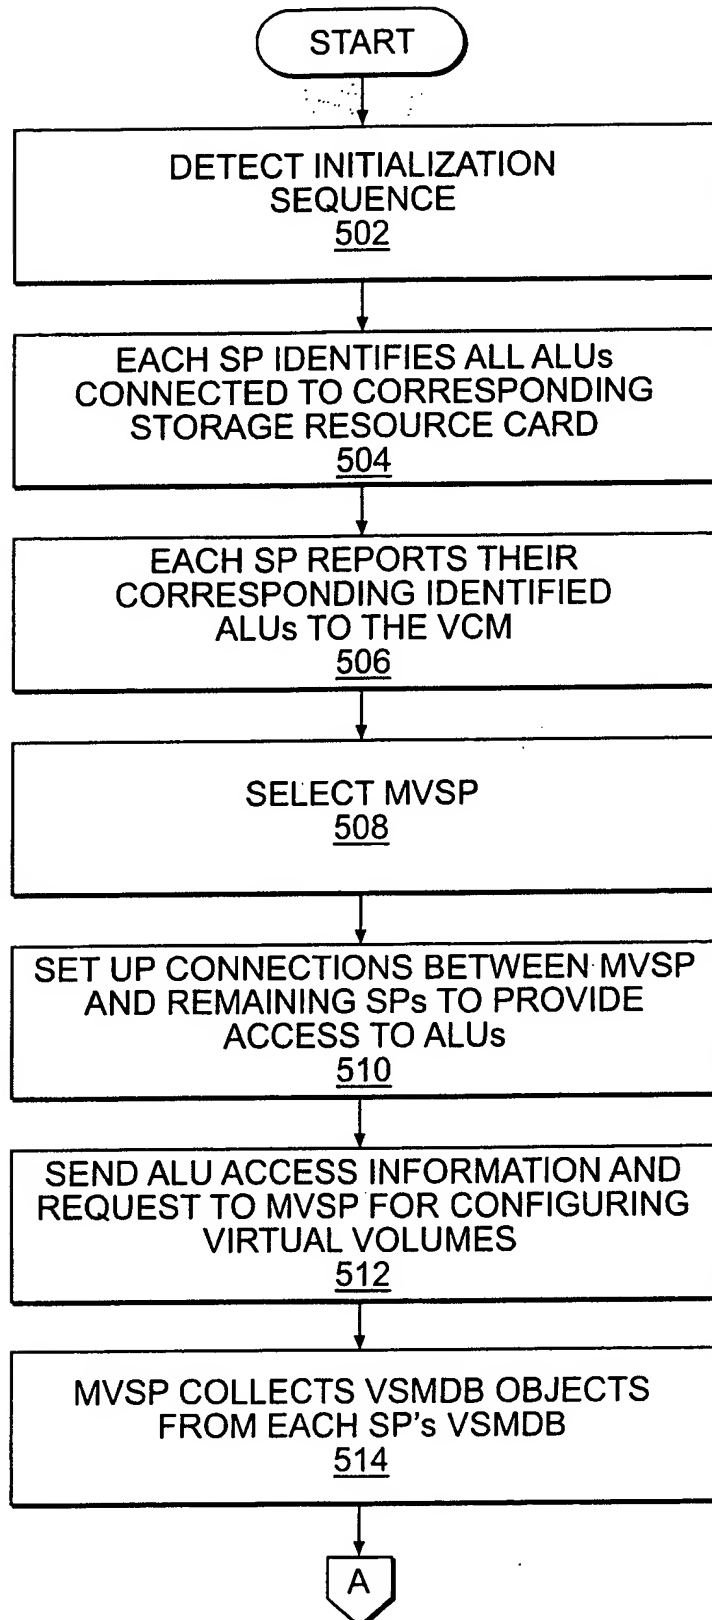 START
DETECT INITIALIZATION
SEQUENCE
502
EACH SP IDENTIFIES ALL ALUs
CONNECTED TO CORRESPONDING
STORAGE RESOURCE CARD
504
EACH SP REPORTS THEIR
CORRESPONDING IDENTIFIED
ALUs TO THE VCM
506
SELECT MVSP
508
SET UP CONNECTIONS BETWEEN MVSP
AND REMAINING SPs TO PROVIDE
ACCESS TO ALUs
510
SEND ALU ACCESS INFORMATION AND
REQUEST TO MVSP FOR CONFIGURING
VIRTUAL VOLUMES
512
MVSP COLLECTS VSMDB OBJECTS
FROM EACH SP's VSMDB
514
A